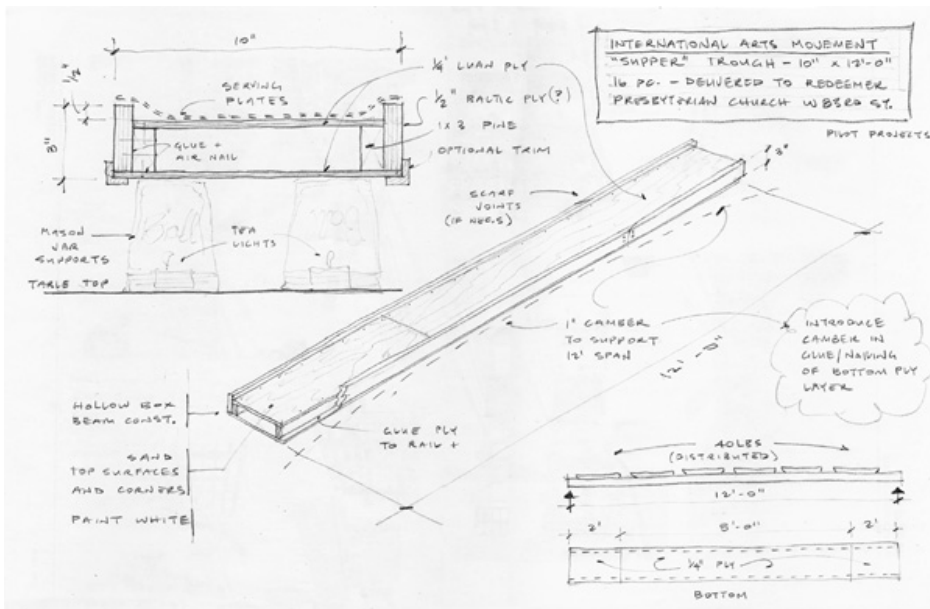 10"
1/2"
3"
SERVING
PLATES
GLUE +
AIR NAIL
1/4" LUAN PLY
1/2" BALTIC PLY(?)
1x3 PINE
OPTIONAL TRIM
MASON
JAR
SUPPORTS
TEA
LIGHTS
TABLE TOP
Ball
INTERNATIONAL ARTS MOVEMENT
"SUPPER" TROUGH - 10" x 12'-0"
16 PC. - DELIVERED TO REDEEMER
PRESBYTERIAN CHURCH W 83RD ST.
PILOT PROJECTS
3"
SCARF
JOINTS
(IF NEC.)
1" CAMBER
TO SUPPORT
12' SPAN
12'-0"
INTRODUCE
CAMBER IN
GLUE/NAILING
OF BOTTOM PLY
LAYER
HOLLOW BOX
BEAM CONST.
GLUE PLY
TO RAIL +
SAND
TOP SURFACES
AND CORNERS
PAINT WHITE
40LBS
(DISTRIBUTED)
12'-0"
2' 8'-0" 2'
1/4" PLY
BOTTOM